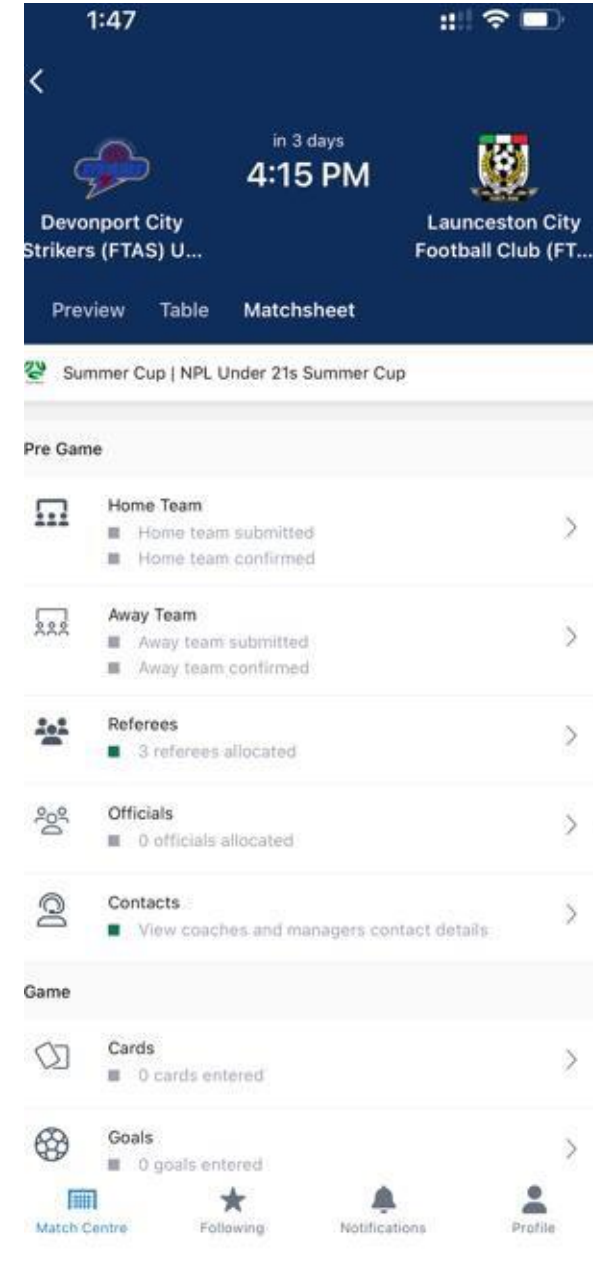 1:47
in 3 days
4:15 PM
Devonport City
Strikers (FTAS) U...
Launceston City
Football Club (FT...
Preview Table Matchsheet
Summer Cup | NPL Under 21s Summer Cup
Pre Game
Home Team
Home team submitted
Home team confirmed
Away Team
Away team submitted
Away team confirmed
Referees
3 referees allocated
Officials
0 officials allocated
Contacts
View coaches and managers contact details
Game
Cards
0 cards entered
Goals
0 goals entered
Match Centre Following Notifications Profile